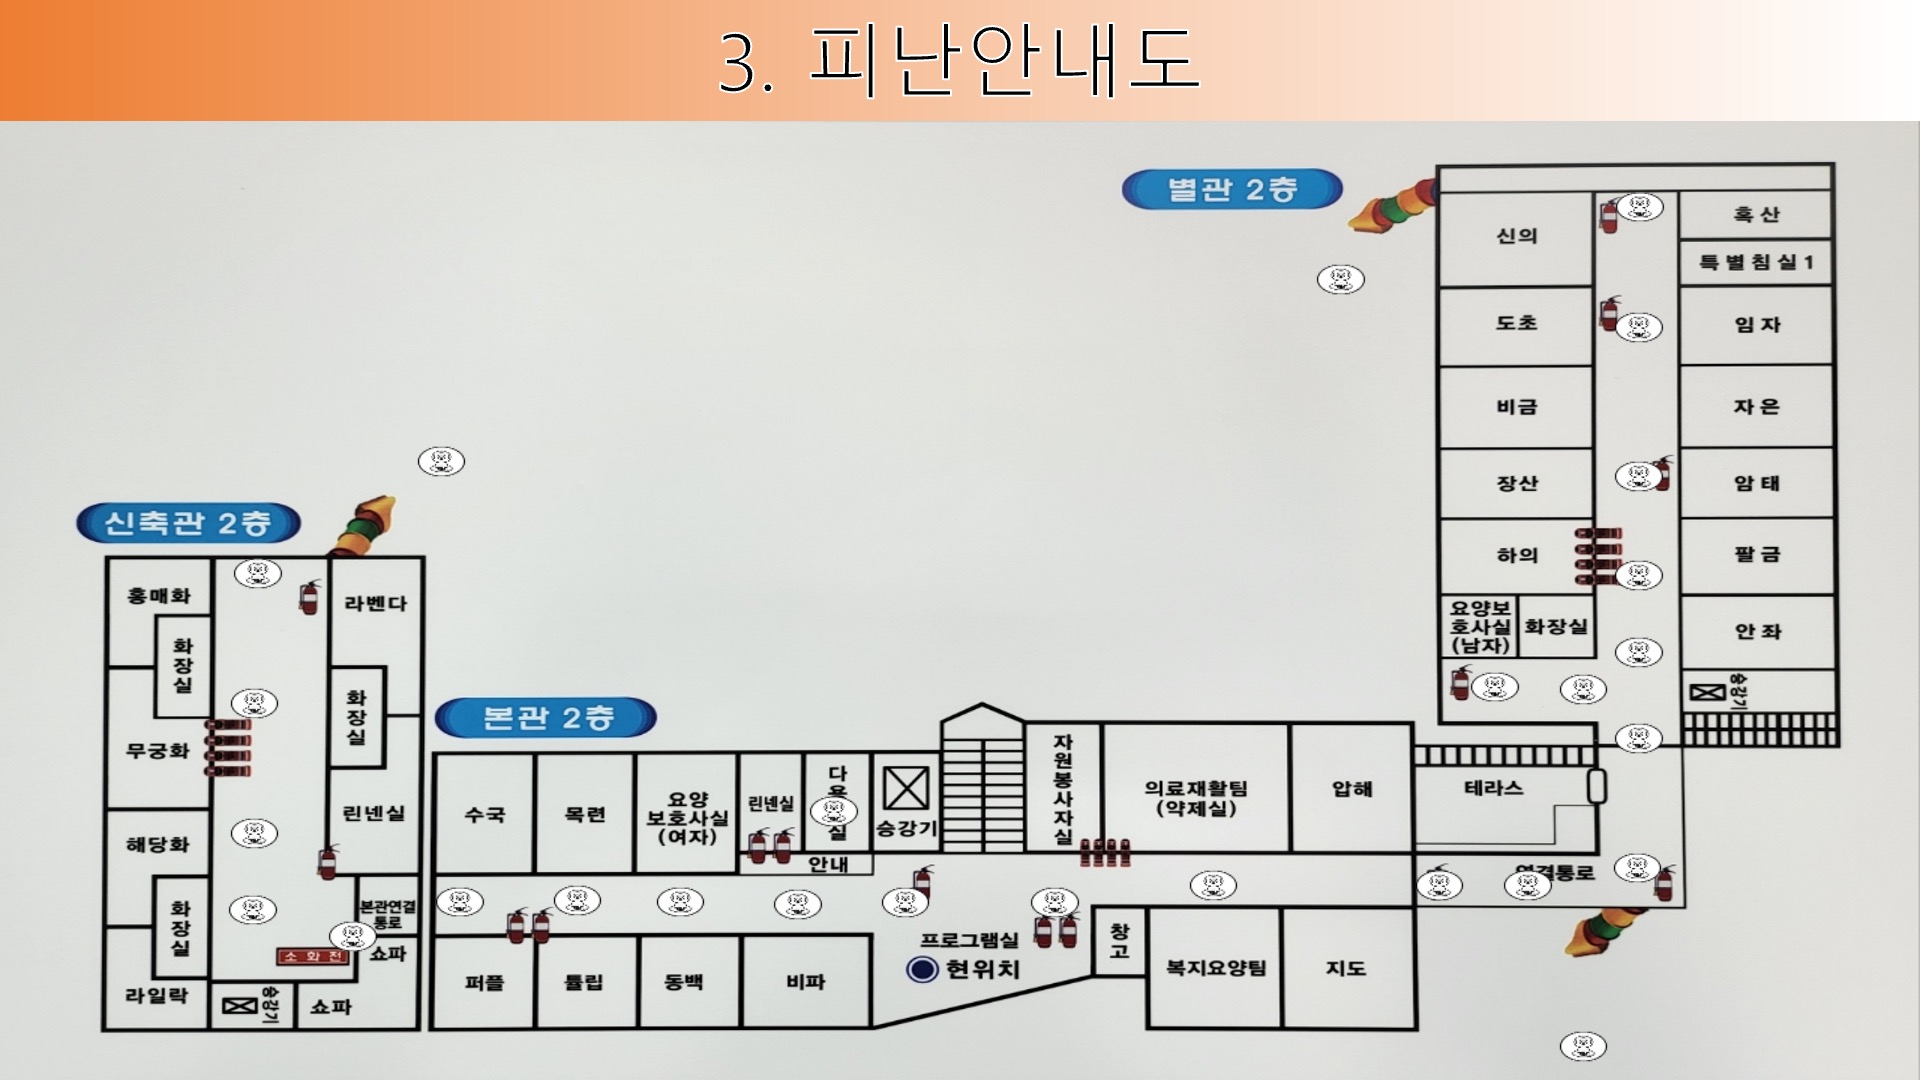 3. 피난안내도
별관 2층
신의
혹산
특별침실1
도초
임자
비금
자은
장산
암태
하의
팔금
요양보
호사실
(남자)
화장실
안좌
승강기
신축관 2층
홍매화
화장실
라벤다
무궁화
화장실
해당화
린넨실
화장실
본관연결
통로
소화전
쇼파
라일락
승강기
쇼파
본관 2층
수국
목련
요양
보호사실
(여자)
린넨실
승강기
안내
자원봉사자실
의료재활팀
(약제실)
압해
테라스
프로그램실
현위치
창고
퍼플
튤립
동백
비파
복지요양팀
지도